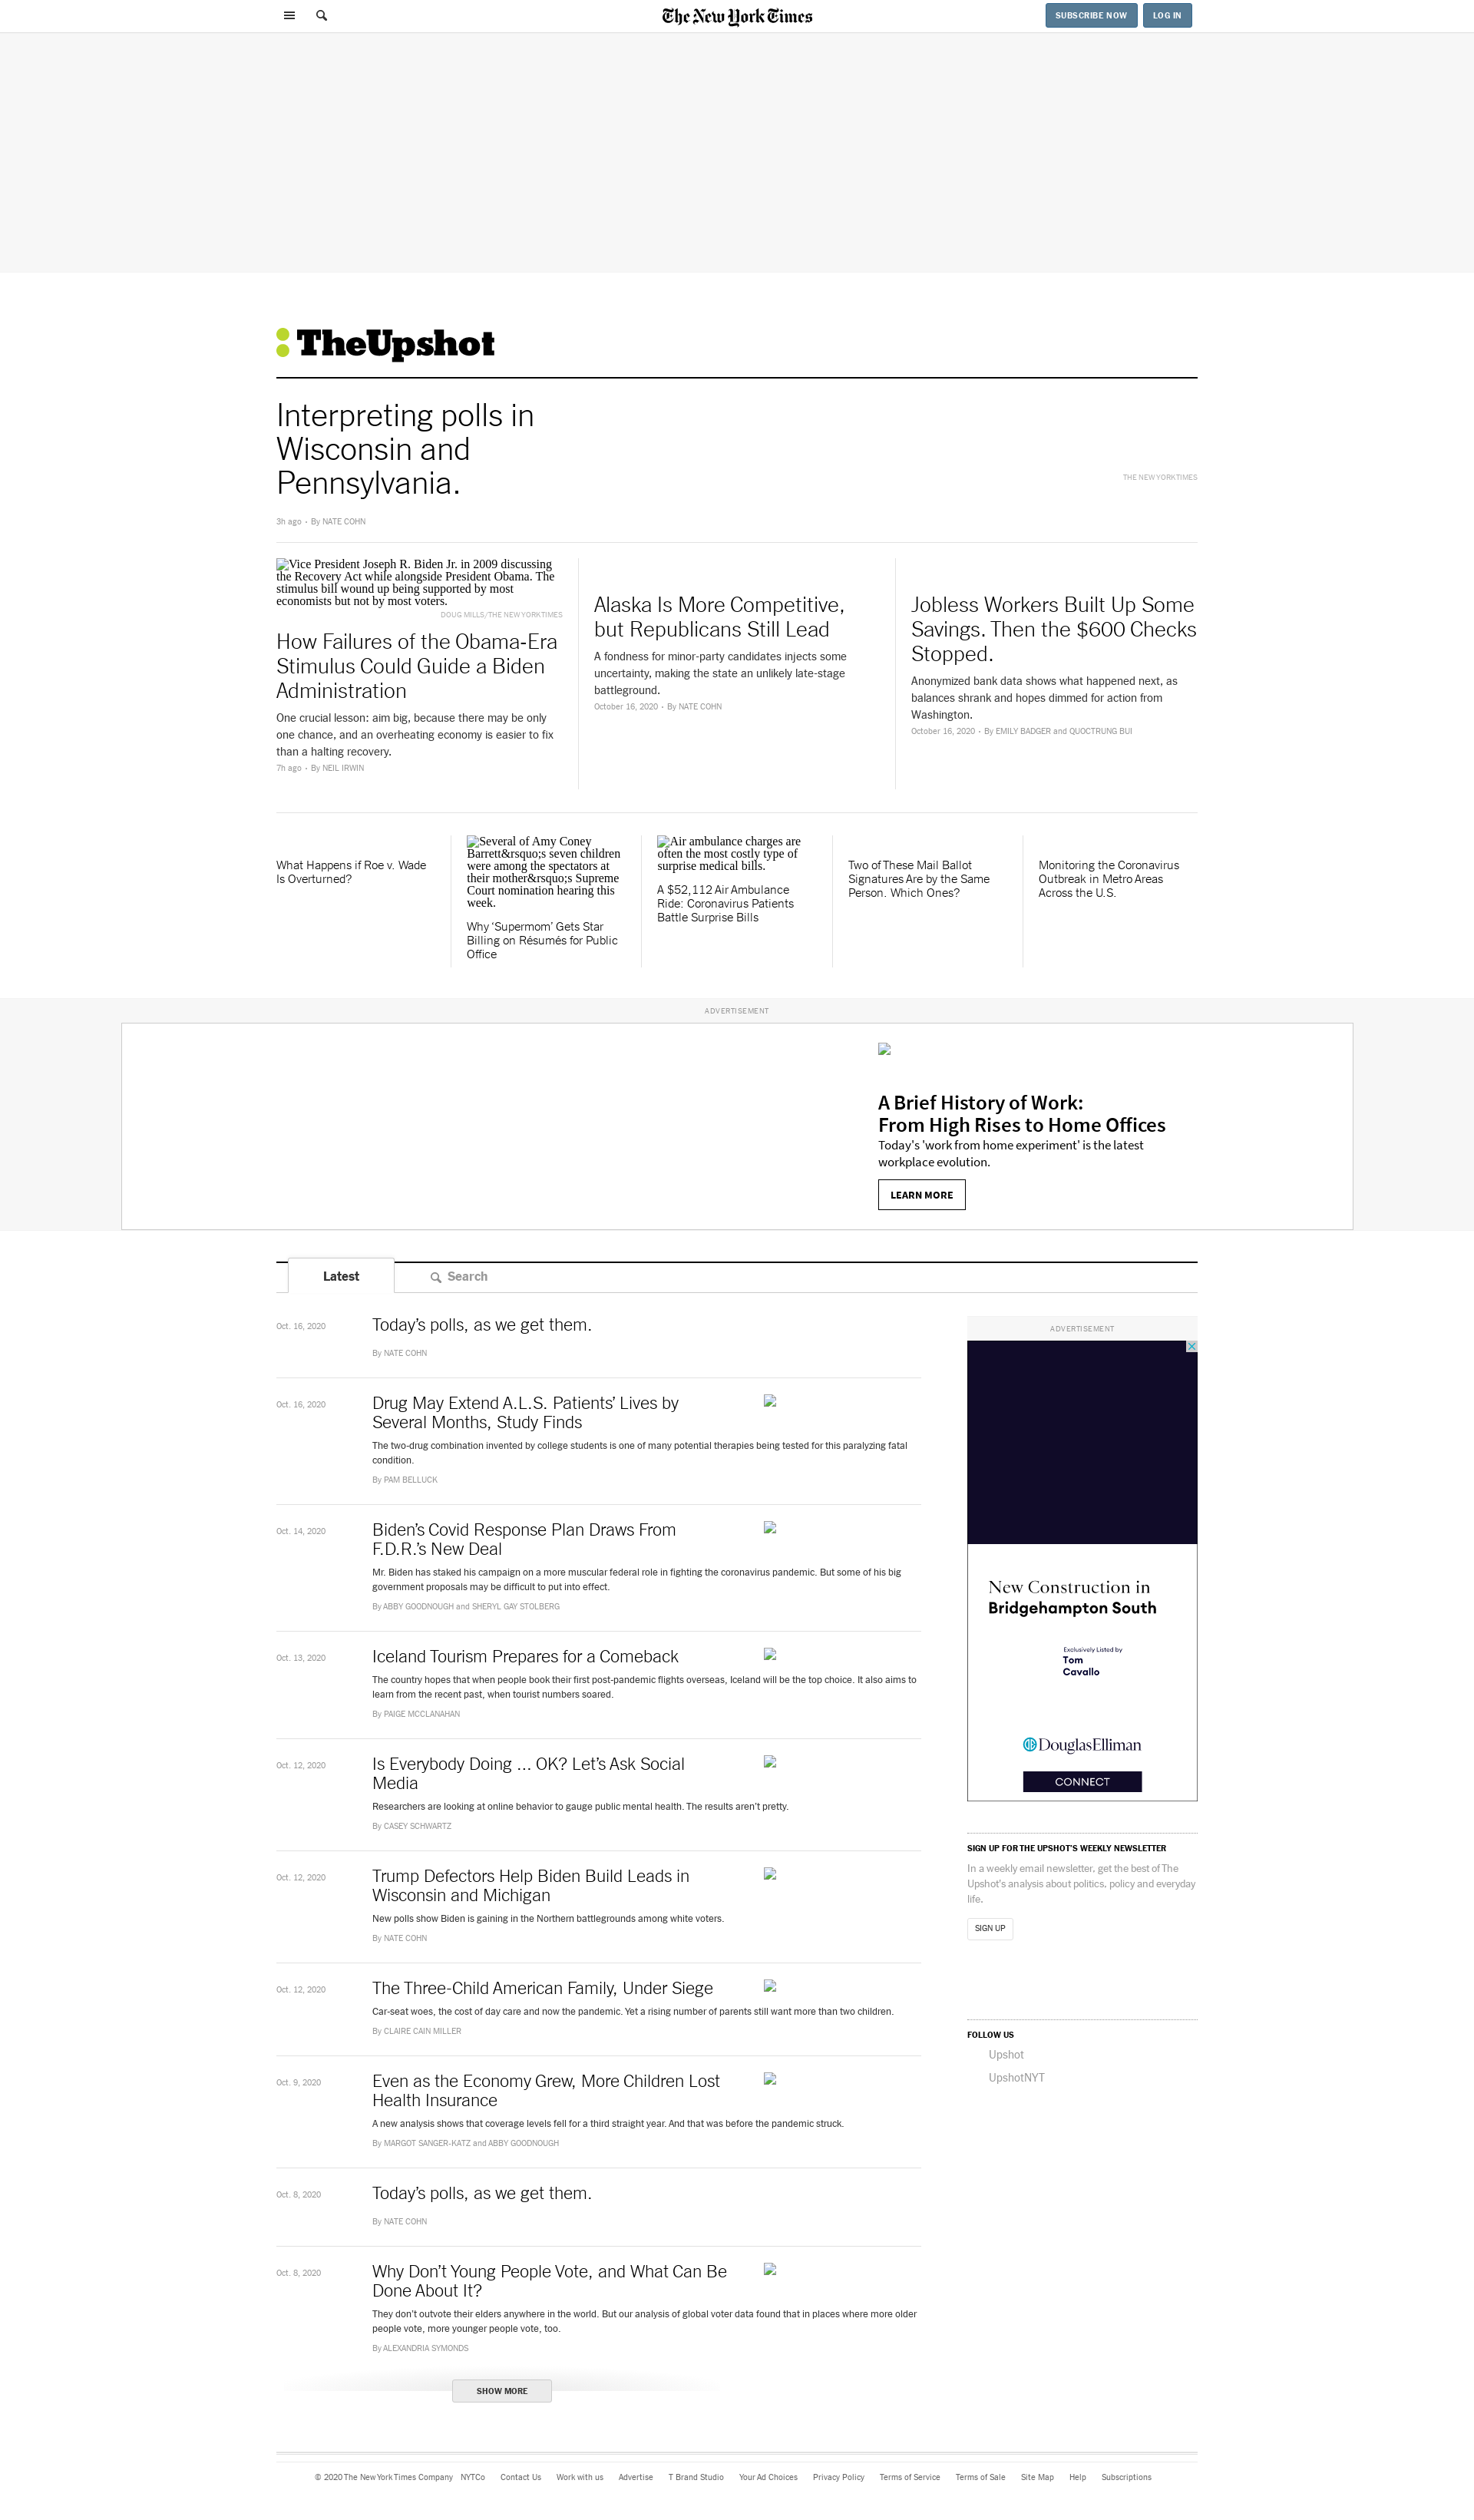 The New York Times
SUBSCRIBE NOW
LOG IN
TheUpshot
Interpreting polls in
Wisconsin and
Pennsylvania.
THE NEW YORK TIMES
3h ago • By NATE COHN
Vice President Joseph R. Biden Jr. in 2009 discussing
the Recovery Act while alongside President Obama. The
stimulus bill wound up being supported by most
economists but not by most voters.
DOUG MILLS/THE NEW YORK TIMES
How Failures of the Obama-Era
Stimulus Could Guide a Biden
Administration
One crucial lesson: aim big, because there may be only
one chance, and an overheating economy is easier to fix
than a halting recovery.
7h ago • By NEIL IRWIN
Alaska Is More Competitive,
but Republicans Still Lead
A fondness for minor-party candidates injects some
uncertainty, making the state an unlikely late-stage
battleground.
October 16, 2020 • By NATE COHN
Jobless Workers Built Up Some
Savings. Then the $600 Checks
Stopped.
Anonymized bank data shows what happened next, as
balances shrank and hopes dimmed for action from
Washington.
October 16, 2020 • By EMILY BADGER and QUOCTRUNG BUI
What Happens if Roe v. Wade
Is Overturned?
Several of Amy Coney
Barrett&rsquo;s seven children
were among the spectators at
their mother&rsquo;s Supreme
Court nomination hearing this
week.
Why ‘Supermom’ Gets Star
Billing on Résumés for Public
Office
Air ambulance charges are
often the most costly type of
surprise medical bills.
A $52,112 Air Ambulance
Ride: Coronavirus Patients
Battle Surprise Bills
Two of These Mail Ballot
Signatures Are by the Same
Person. Which Ones?
Monitoring the Coronavirus
Outbreak in Metro Areas
Across the U.S.
ADVERTISEMENT
A Brief History of Work:
From High Rises to Home Offices
Today's 'work from home experiment' is the latest
workplace evolution.
LEARN MORE
Latest
Search
Oct. 16, 2020
Today’s polls, as we get them.
By NATE COHN
Oct. 16, 2020
Drug May Extend A.L.S. Patients’ Lives by
Several Months, Study Finds
The two-drug combination invented by college students is one of many potential therapies being tested for this paralyzing fatal
condition.
By PAM BELLUCK
Oct. 14, 2020
Biden’s Covid Response Plan Draws From
F.D.R.’s New Deal
Mr. Biden has staked his campaign on a more muscular federal role in fighting the coronavirus pandemic. But some of his big
government proposals may be difficult to put into effect.
By ABBY GOODNOUGH and SHERYL GAY STOLBERG
Oct. 13, 2020
Iceland Tourism Prepares for a Comeback
The country hopes that when people book their first post-pandemic flights overseas, Iceland will be the top choice. It also aims to
learn from the recent past, when tourist numbers soared.
By PAIGE MCCLANAHAN
Oct. 12, 2020
Is Everybody Doing ... OK? Let’s Ask Social
Media
Researchers are looking at online behavior to gauge public mental health. The results aren’t pretty.
By CASEY SCHWARTZ
Oct. 12, 2020
Trump Defectors Help Biden Build Leads in
Wisconsin and Michigan
New polls show Biden is gaining in the Northern battlegrounds among white voters.
By NATE COHN
Oct. 12, 2020
The Three-Child American Family, Under Siege
Car-seat woes, the cost of day care and now the pandemic. Yet a rising number of parents still want more than two children.
By CLAIRE CAIN MILLER
Oct. 9, 2020
Even as the Economy Grew, More Children Lost
Health Insurance
A new analysis shows that coverage levels fell for a third straight year. And that was before the pandemic struck.
By MARGOT SANGER-KATZ and ABBY GOODNOUGH
Oct. 8, 2020
Today’s polls, as we get them.
By NATE COHN
Oct. 8, 2020
Why Don’t Young People Vote, and What Can Be
Done About It?
They don’t outvote their elders anywhere in the world. But our analysis of global voter data found that in places where more older
people vote, more younger people vote, too.
By ALEXANDRIA SYMONDS
SHOW MORE
ADVERTISEMENT
New Construction in
Bridgehampton South
Exclusively Listed by
Tom
Cavallo
DouglasElliman
CONNECT
SIGN UP FOR THE UPSHOT’S WEEKLY NEWSLETTER
In a weekly email newsletter, get the best of The
Upshot’s analysis about politics, policy and everyday
life.
SIGN UP
FOLLOW US
Upshot
UpshotNYT
© 2020 The New York Times Company NYTCo Contact Us Work with us Advertise T Brand Studio Your Ad Choices Privacy Policy Terms of Service Terms of Sale Site Map Help Subscriptions